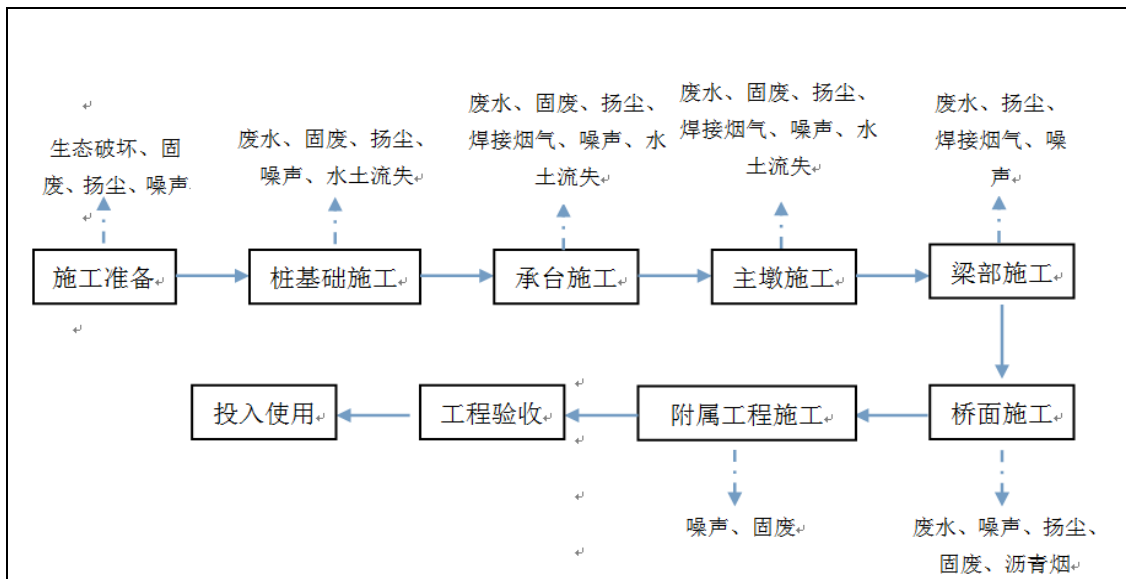 生态破坏、固
废、扬尘、噪声
废水、固废、扬尘、
噪声、水土流失
废水、固废、扬尘、
焊接烟气、噪声、水
土流失
废水、固废、扬尘、
焊接烟气、噪声、水
土流失
废水、扬尘、
焊接烟气、噪
声
施工准备
桩基础施工
承台施工
主墩施工
梁部施工
投入使用
工程验收
附属工程施工
桥面施工
噪声、固废
废水、噪声、扬尘、
固废、沥青烟